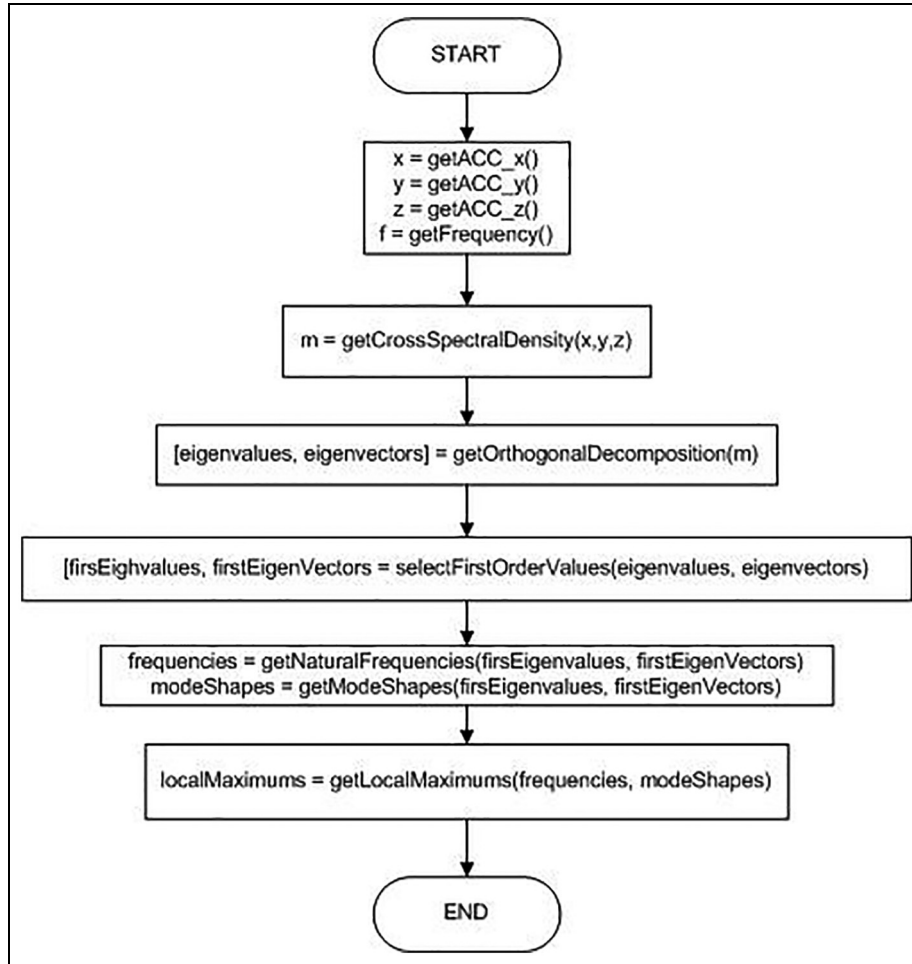 START
x = getACC_x()
y = getACC_y()
z = getACC_z()
f = getFrequency()
m = getCrossSpectralDensity(x,y,z)
[eigenvalues, eigenvectors] = getOrthogonalDecomposition(m)
[firsEighvalues, firstEigenVectors = selectFirstOrderValues(eigenvalues, eigenvectors)
frequencies = getNaturalFrequencies(firsEigenvalues, firstEigenVectors)
modeShapes = getModeShapes(firsEigenvalues, firstEigenVectors)
localMaximums = getLocalMaximums(frequencies, modeShapes)
END